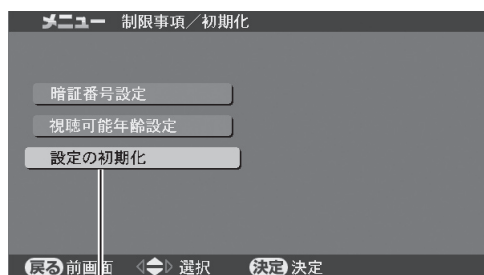 メニュー 制限事項／初期化
暗証番号設定
視聴可能年齢設定
設定の初期化
戻る 前画面 選択 決定 決定